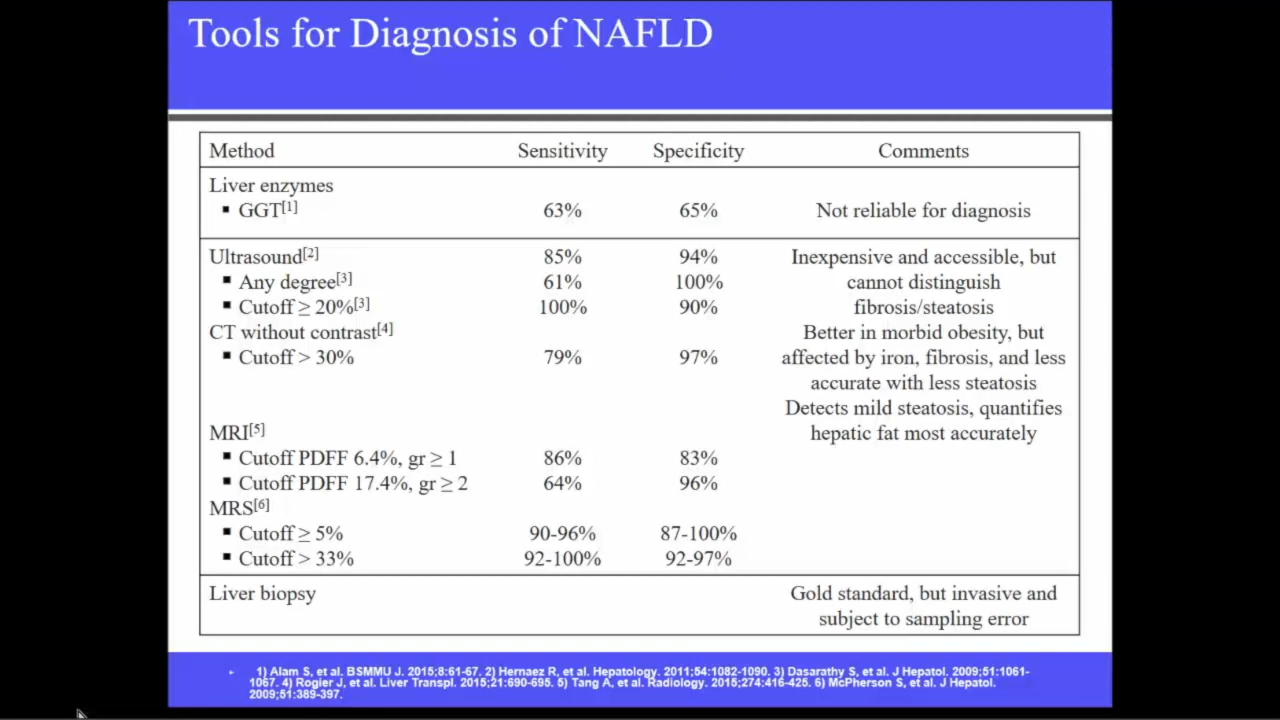 Tools for Diagnosis of NAFLD
Method Sensitivity Specificity Comments
Liver enzymes
▪ GGT[1] 63% 65% Not reliable for diagnosis
Ultrasound[2] 85% 94% Inexpensive and accessible, but
▪ Any degree[3] 61% 100% cannot distinguish
▪ Cutoff ≥ 20%[3] 100% 90% fibrosis/steatosis
CT without contrast[4] Better in morbid obesity, but
▪ Cutoff > 30% 79% 97% affected by iron, fibrosis, and less
accurate with less steatosis
Detects mild steatosis, quantifies
MRI[5] hepatic fat most accurately
▪ Cutoff PDFF 6.4%, gr ≥ 1 86% 83%
▪ Cutoff PDFF 17.4%, gr ≥ 2 64% 96%
MRS[6]
▪ Cutoff ≥ 5% 90-96% 87-100%
▪ Cutoff > 33% 92-100% 92-97%
Liver biopsy Gold standard, but invasive and
subject to sampling error
1) Alam S, et al. BSMMU J. 2015;8:61-67. 2) Hernaez R, et al. Hepatology. 2011;54:1082-1090. 3) Dasarathy S, et al. J Hepatol. 2009;51:1061-
1067. 4) Rogier J, et al. Liver Transpl. 2015;21:690-695. 5) Tang A, et al. Radiology. 2015;274:416-425. 6) McPherson S, et al. J Hepatol.
2009;51:389-397.